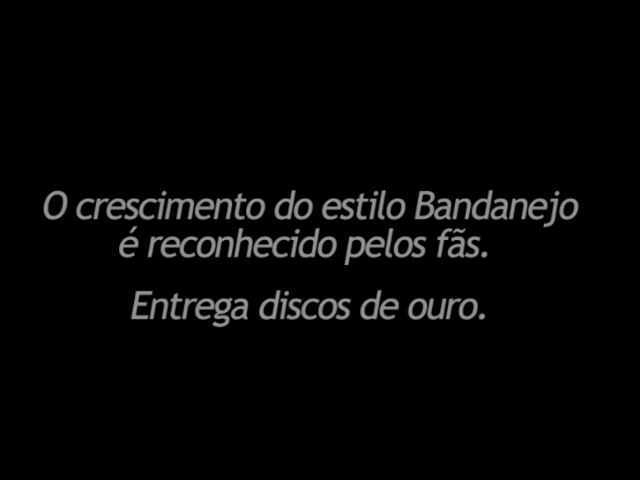 O crescimento do estilo Bandanejo
é reconhecido pelos fãs.
Entrega discos de ouro.